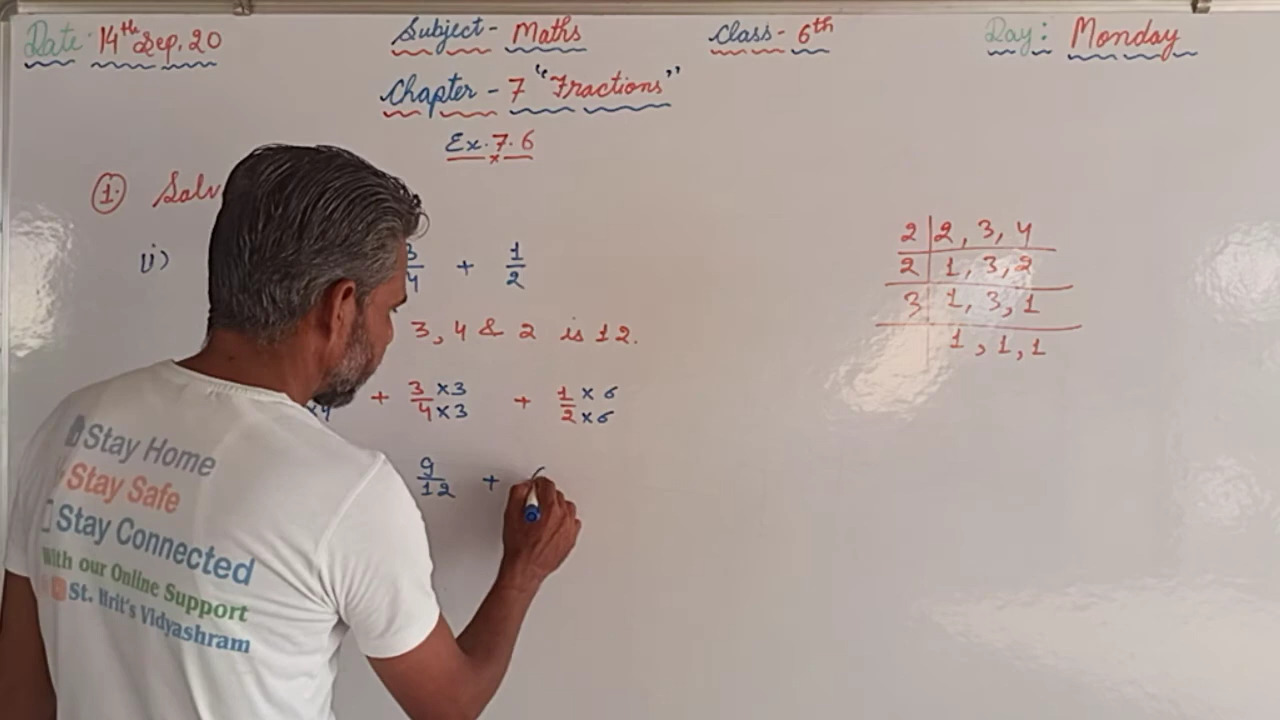 Date: 14th Sep. 20 Subject - Maths Class - 6th Day: Monday
Chapter - 7 "Fractions"
Ex. 7.6
1. Solv
(i) 3/4 + 1/2
3, 4 & 2 is 12.
×4 + 3×3/4×3 + 1×6/2×6
9/12 +
2 | 2, 3, 4
2 | 1, 3, 2
3 | 1, 3, 1
1, 1, 1
Stay Home
Stay Safe
Stay Connected
With our Online Support
St. Hrit's Vidyashram